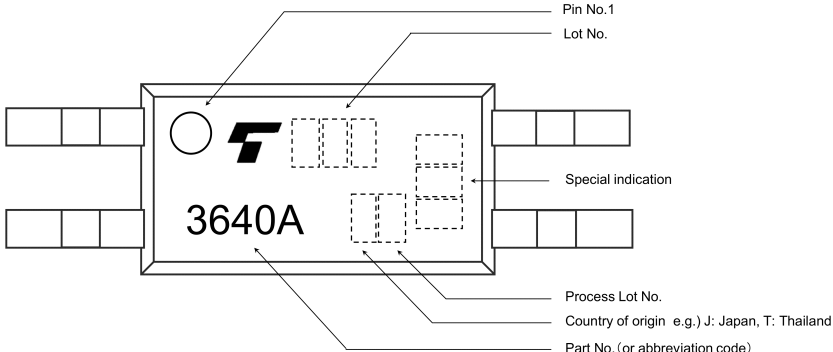 Pin No.1
Lot No.
Special indication
3640A
Process Lot No.
Country of origin e.g.) J: Japan, T: Thailand
Part No.(or abbreviation code)